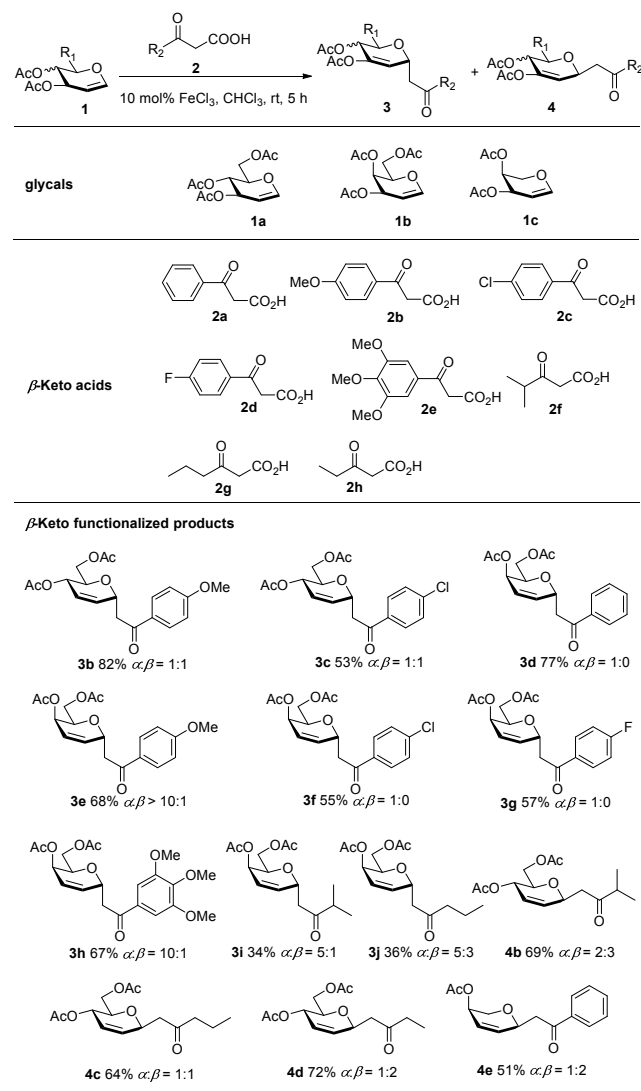 R1 O COOH
R2
2
AcO R1 O
AcO
1
10 mol% FeCl3, CHCl3, rt, 5 h
AcO R1 O
AcO
R2
O
3
+
AcO R1 O R2
AcO O
4
glycals
OAc
AcO O
AcO
1a
AcO OAc
O
AcO
1b
AcO
O
AcO
1c
β-Keto acids
O
CO2H
2a
O
MeO CO2H
2b
Cl O
CO2H
2c
F O
CO2H
2d
MeO O
MeO CO2H
OMe
2e
O
CO2H
2f
O
CO2H
2g
O
CO2H
2h
β-Keto functionalized products
OAc
AcO O OMe
O
3b 82% α:β = 1:1
OAc
AcO O Cl
O
3c 53% α:β = 1:1
AcO OAc
O
O
3d 77% α:β = 1:0
AcO OAc
O OMe
O
3e 68% α:β > 10:1
AcO OAc
O Cl
O
3f 55% α:β = 1:0
AcO OAc
O F
O
3g 57% α:β = 1:0
AcO OAc
O OMe
OMe
O OMe
3h 67% α:β = 10:1
AcO OAc
O
O
3i 34% α:β = 5:1
AcO OAc
O
O
3j 36% α:β = 5:3
OAc
AcO O
O
4b 69% α:β = 2:3
OAc
AcO O
O
4c 64% α:β = 1:1
OAc
AcO O
O
4d 72% α:β = 1:2
AcO
O
O
4e 51% α:β = 1:2